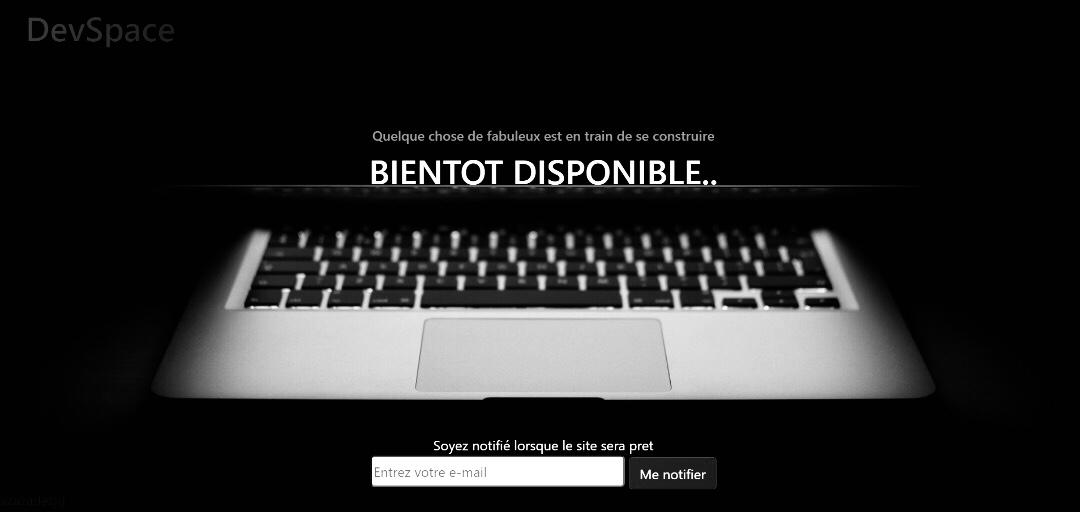 DevSpace
Quelque chose de fabuleux est en train de se construire
BIENTOT DISPONIBLE..
Soyez notifié lorsque le site sera pret
Entrez votre e-mail
Me notifier